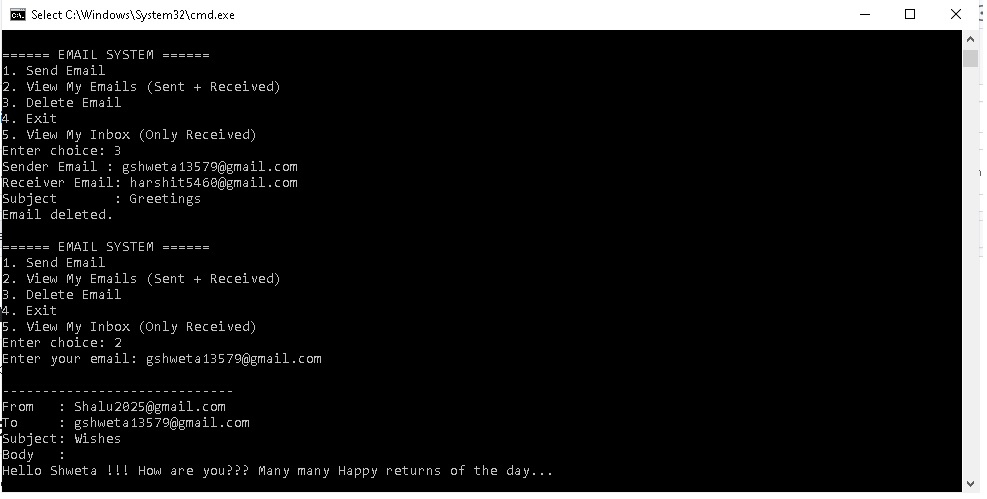 Select C:\Windows\System32\cmd.exe
====== EMAIL SYSTEM ======
1. Send Email
2. View My Emails (Sent + Received)
3. Delete Email
4. Exit
5. View My Inbox (Only Received)
Enter choice: 3
Sender Email : gshweta13579@gmail.com
Receiver Email: harshit5460@gmail.com
Subject       : Greetings
Email deleted.
====== EMAIL SYSTEM ======
1. Send Email
2. View My Emails (Sent + Received)
3. Delete Email
4. Exit
5. View My Inbox (Only Received)
Enter choice: 2
Enter your email: gshweta13579@gmail.com
-----------------------------
From   : Shalu2025@gmail.com
To     : gshweta13579@gmail.com
Subject: Wishes
Body   :
Hello Shweta !!! How are you??? Many many Happy returns of the day...